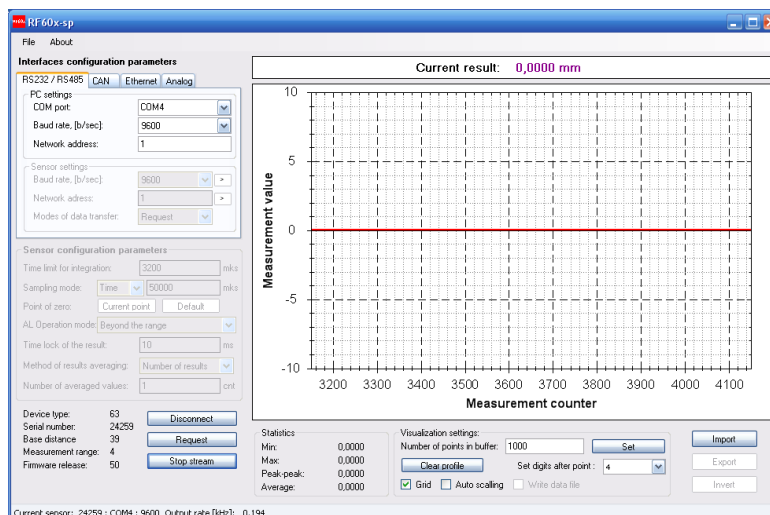 RF60x-sp
File About
Interfaces configuration parameters
RS232 / RS485 CAN Ethernet Analog
PC settings
COM port: COM4
Baud rate, [b/sec]: 9600
Network address: 1
Sensor settings
Baud rate, [b/sec]: 9600 >
Network adress: 1 >
Modes of data transfer: Request
Sensor configuration parameters
Time limit for integration: 3200 mks
Sampling mode: Time 50000 mks
Point of zero: Current point Default
AL Operation mode: Beyond the range
Time lock of the result: 10 ms
Method of results averaging: Number of results
Number of averaged values: 1 cnt
Device type: 63
Serial number: 24259
Base distance 39
Measurement range: 4
Firmware release: 50
Disconnect
Request
Stop stream
Current result: 0,0000 mm
Measurement value
10
5
0
-5
-10
3200 3300 3400 3500 3600 3700 3800 3900 4000 4100
Measurement counter
Statistics
Min: 0,0000
Max: 0,0000
Peak-peak: 0,0000
Average: 0,0000
Visualization settings:
Number of points in buffer: 1000 Set
Clear profile Set digits after point : 4
Grid Auto scalling Write data file
Import
Export
Invert
Current sensor: 24259 : COM4 : 9600 Output rate [kHz]: 0,194